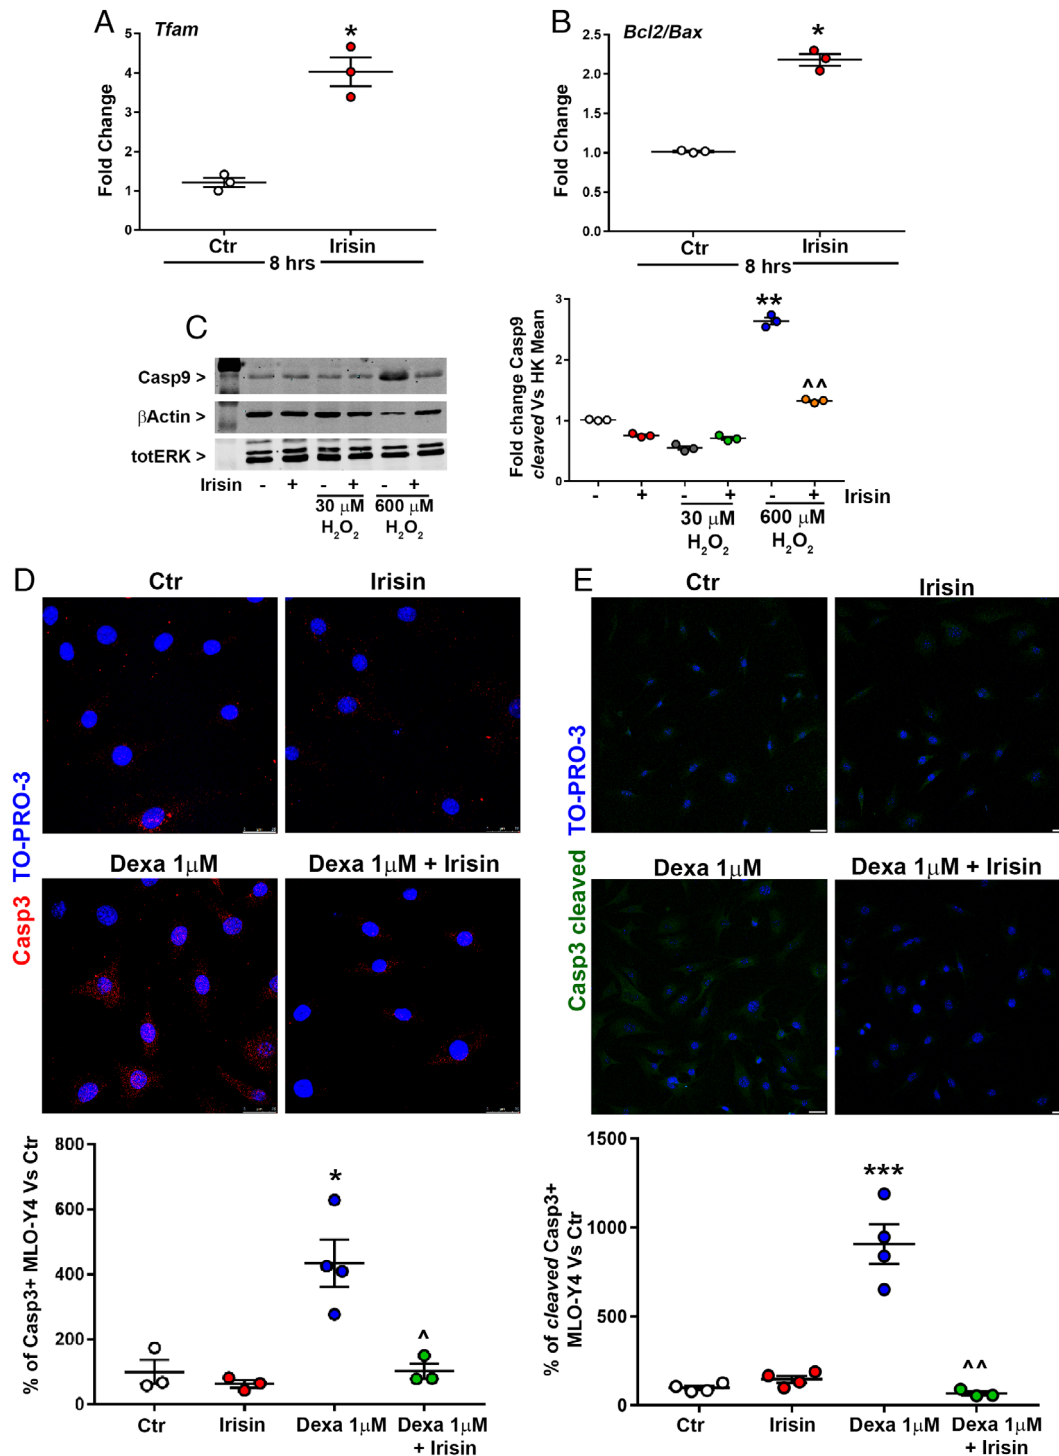 A
Tfam
*
Fold Change
5
4
3
2
1
0
Ctr
Irisin
8 hrs
B
Bcl2/Bax
*
Fold Change
2.5
2.0
1.5
1.0
0.5
0.0
Ctr
Irisin
8 hrs
C
Casp9 >
βActin >
totERK >
Irisin - + - + - +
30 μM
H₂O₂
600 μM
H₂O₂
Fold change Casp9
cleaved Vs HK Mean
3
2
1
0
**
^^
- + - + - + Irisin
30 μM
H₂O₂
600 μM
H₂O₂
D
Ctr
Irisin
Dexa 1μM
Dexa 1μM + Irisin
Casp3 TO-PRO-3
% of Casp3+ MLO-Y4 Vs Ctr
800
600
400
200
0
*
^
Ctr
Irisin
Dexa 1μM
Dexa 1μM
+ Irisin
E
Ctr
Irisin
Dexa 1μM
Dexa 1μM + Irisin
Casp3 cleaved TO-PRO-3
% of cleaved Casp3+
MLO-Y4 Vs Ctr
1500
1000
500
0
***
^^
Ctr
Irisin
Dexa 1μM
Dexa 1μM
+ Irisin